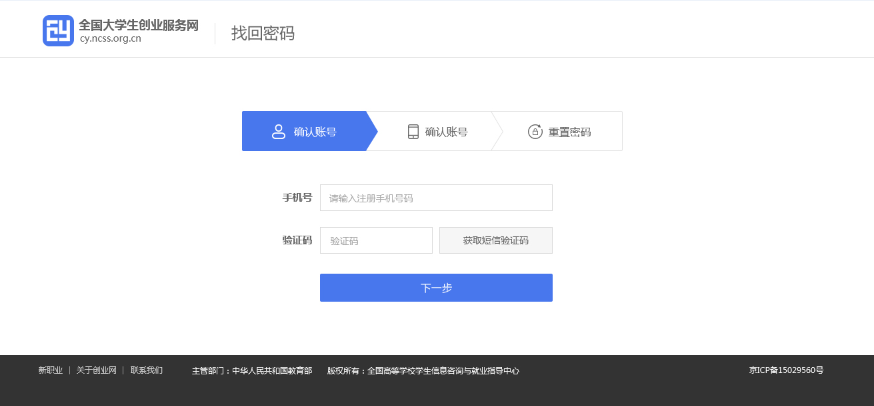 全国大学生创业服务网
cy.ncss.org.cn
找回密码
确认账号 确认账号 重置密码
手机号 请输入注册手机号码
验证码 验证码 获取短信验证码
下一步
新职业 | 关于创业网 | 联系我们 主管部门：中华人民共和国教育部 版权所有：全国高等学校学生信息咨询与就业指导中心 京ICP备15029560号